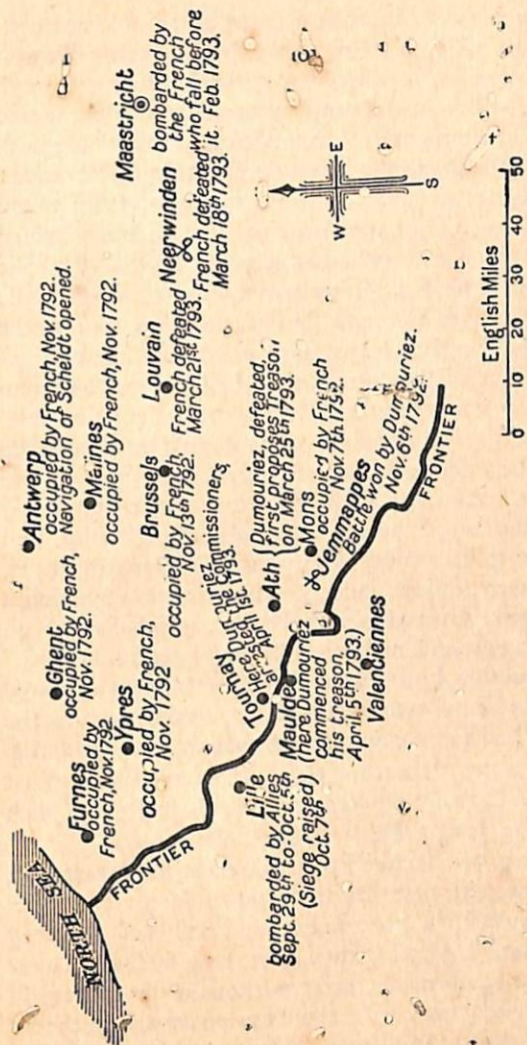 NORTH SEA
FRONTIER
Furnes
occupied by
French, Nov. 1792
Ypres
occupied by French,
Nov. 1792
Ghent
occupied by French,
Nov. 1792.
Antwerp
occupied by French, Nov. 1792.
Navigation of Scheldt opened.
Malines
occupied by French, Nov. 1792.
Brussels
occupied by French,
Nov. 13th 1792.
Louvain
French defeated
March 21st 1793.
Neerwinden
French defeated
March 18th 1793.
Maastricht
bombarded by
the French
who fall before
it. Feb. 1793.
Lille
bombarded by Allies
Sept. 29th to Oct. 5th
(Siege raised)
Oct. 7th
Tournay
Here Dumouriez
arrested the Commissioners,
April 1st 1793.
Maulde
(here Dumouriez
commenced
his treason.
April, 5th 1793)
Ath
Dumouriez, defeated,
first proposes
on March 25th 1793.
Mons
occupied by French
Nov. 7th
Jemmappes
Battle won by Dumouriez.
Nov. 6th 1792.
Valenciennes
FRONTIER
W
E
S
English Miles
0 10 20 30 40 50